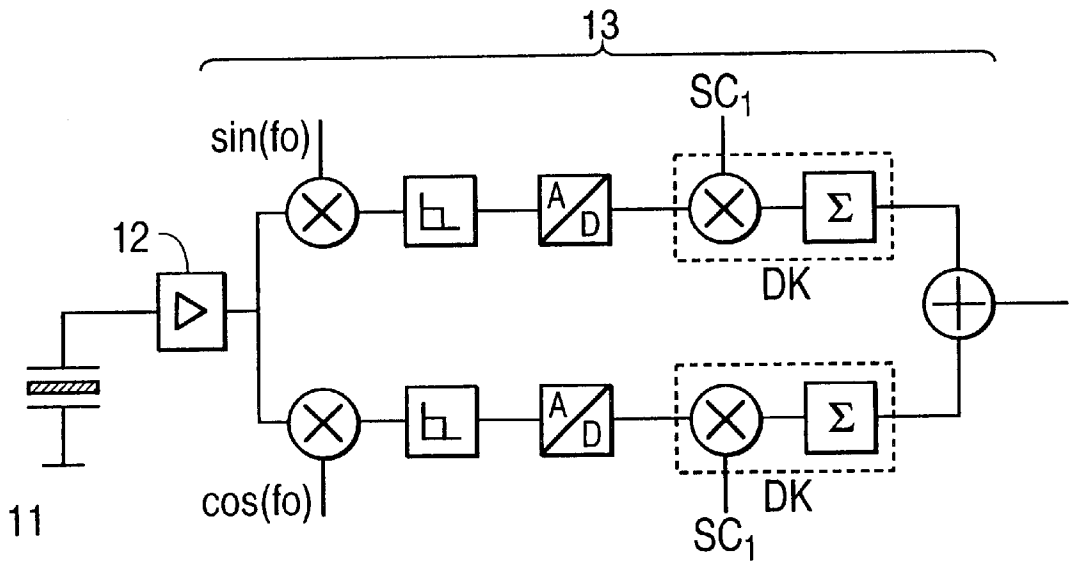 13
SC₁
sin(fo)
A/D
Σ
12
DK
A/D
Σ
cos(fo)
DK
11
SC₁